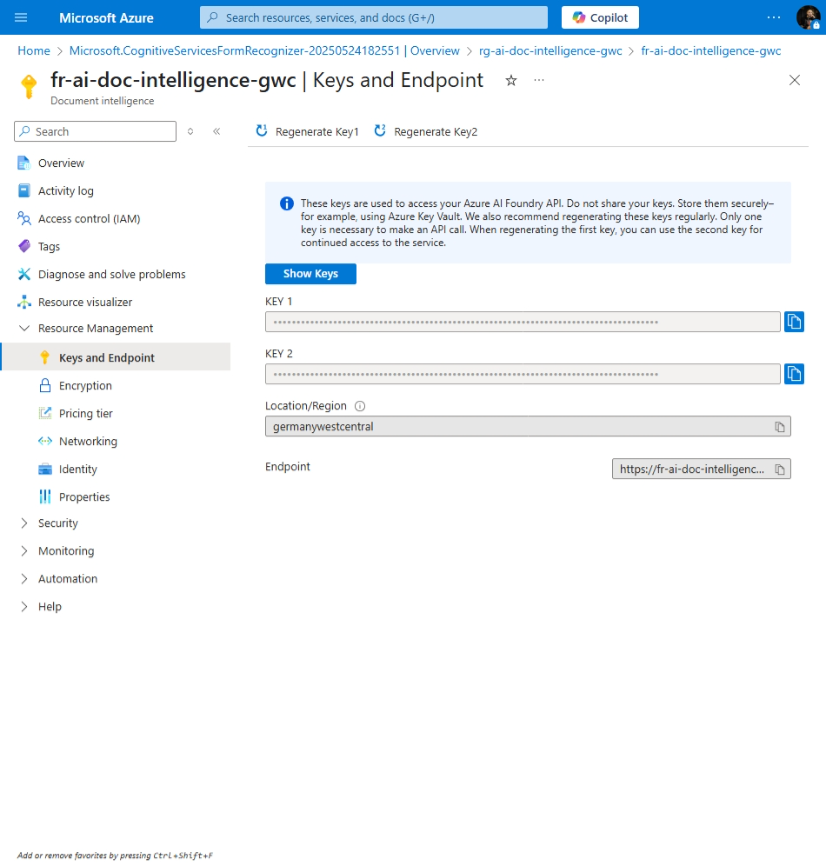 Microsoft Azure
Search resources, services, and docs (G+/)
Copilot
Home > Microsoft.CognitiveServicesFormRecognizer-20250524182551 | Overview > rg-ai-doc-intelligence-gwc > fr-ai-doc-intelligence-gwc
fr-ai-doc-intelligence-gwc | Keys and Endpoint
Document intelligence
Search
Regenerate Key1
Regenerate Key2
Overview
Activity log
Access control (IAM)
Tags
Diagnose and solve problems
Resource visualizer
Resource Management
Keys and Endpoint
Encryption
Pricing tier
Networking
Identity
Properties
Security
Monitoring
Automation
Help
These keys are used to access your Azure AI Foundry API. Do not share your keys. Store them securely–
for example, using Azure Key Vault. We also recommend regenerating these keys regularly. Only one
key is necessary to make an API call. When regenerating the first key, you can use the second key for
continued access to the service.
Show Keys
KEY 1
KEY 2
Location/Region
germanywestcentral
Endpoint
https://fr-ai-doc-intelligenc...
Add or remove favorites by pressing Ctrl+Shift+F